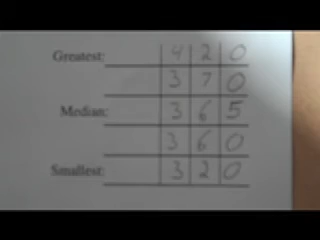 Greatest: 4 2 0
3 7 0
Median: 3 6 5
3 6 0
Smallest: 3 2 0